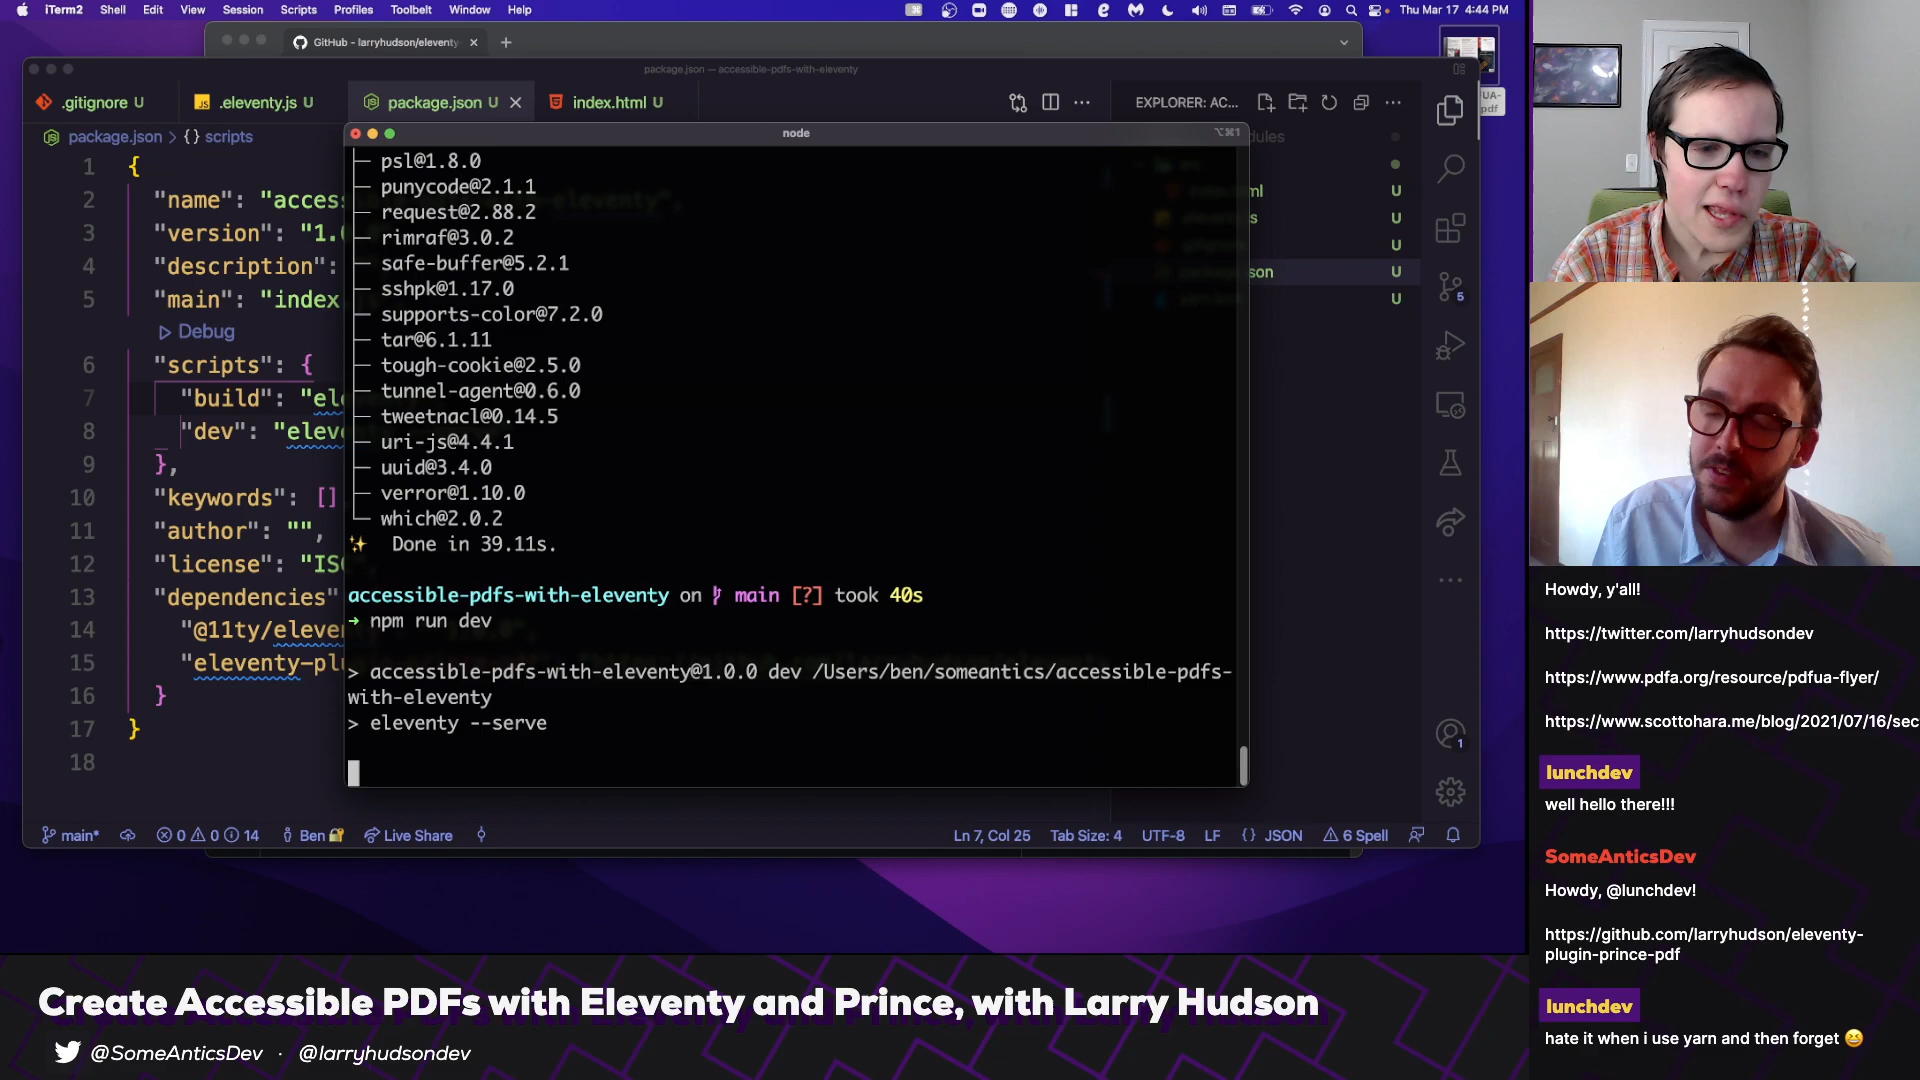 iTerm2 Shell Edit View Session Scripts Profiles Toolbelt Window Help
Thu Mar 17 4:44 PM
GitHub - larryhudson/eleventy
package.json — accessible-pdfs-with-eleventy
.gitignore U
.eleventy.js U
package.json U
index.html U
EXPLORER: AC...
package.json > {} scripts
1 {
2 "name": "access
3 "version": "1.
4 "description":
5 "main": "index
Debug
6 "scripts": {
7 "build": "ele
8 "dev": "eleve
9 },
10 "keywords": []
11 "author": "",
12 "license": "IS
13 "dependencies"
14 "@11ty/eleven
15 "eleventy-pl
16 }
17 }
18
node
⌥⌘1
psl@1.8.0
punycode@2.1.1
request@2.88.2
rimraf@3.0.2
safe-buffer@5.2.1
sshpk@1.17.0
supports-color@7.2.0
tar@6.1.11
tough-cookie@2.5.0
tunnel-agent@0.6.0
tweetnacl@0.14.5
uri-js@4.4.1
uuid@3.4.0
verror@1.10.0
which@2.0.2
✨ Done in 39.11s.
accessible-pdfs-with-eleventy on main [?] took 40s
→ npm run dev
> accessible-pdfs-with-eleventy@1.0.0 dev /Users/ben/someantics/accessible-pdfs-
with-eleventy
> eleventy --serve
U
U
U
U
U
5
1
UA-
pdf
main* 0 0 14 Ben Live Share
Ln 7, Col 25 Tab Size: 4 UTF-8 LF {} JSON 6 Spell
Howdy, y'all!
https://twitter.com/larryhudsondev
https://www.pdfa.org/resource/pdfua-flyer/
https://www.scottohara.me/blog/2021/07/16/sec
lunchdev
well hello there!!!
SomeAnticsDev
Howdy, @lunchdev!
https://github.com/larryhudson/eleventy-
plugin-prince-pdf
lunchdev
hate it when i use yarn and then forget 😆
Create Accessible PDFs with Eleventy and Prince, with Larry Hudson
@SomeAnticsDev · @larryhudsondev